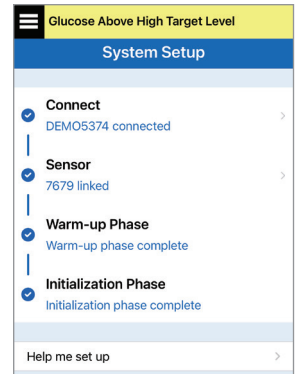 Glucose Above High Target Level
System Setup
Connect
DEMO5374 connected
Sensor
7679 linked
Warm-up Phase
Warm-up phase complete
Initialization Phase
Initialization phase complete
Help me set up